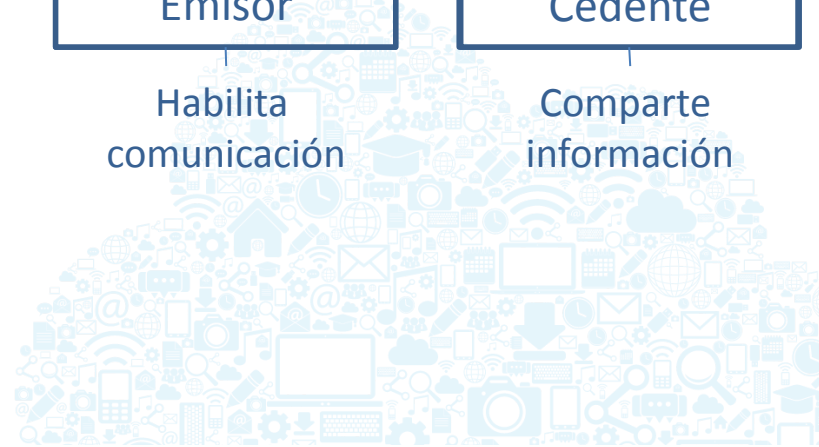 Emisor
Cedente
Habilita
comunicación
Comparte
información